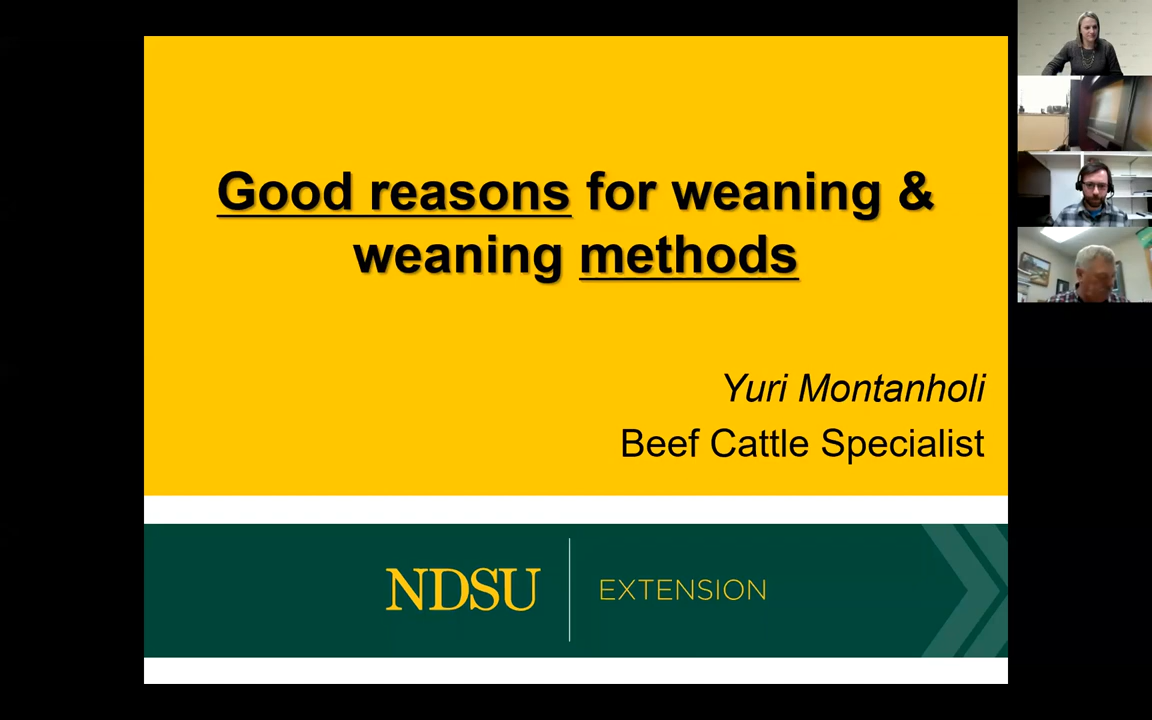 Good reasons for weaning &
weaning methods
Yuri Montanholi
Beef Cattle Specialist
NDSU EXTENSION